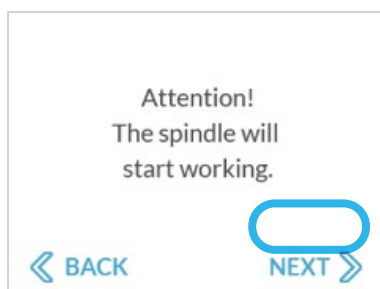 Attention!
The spindle will
start working.
BACK
NEXT